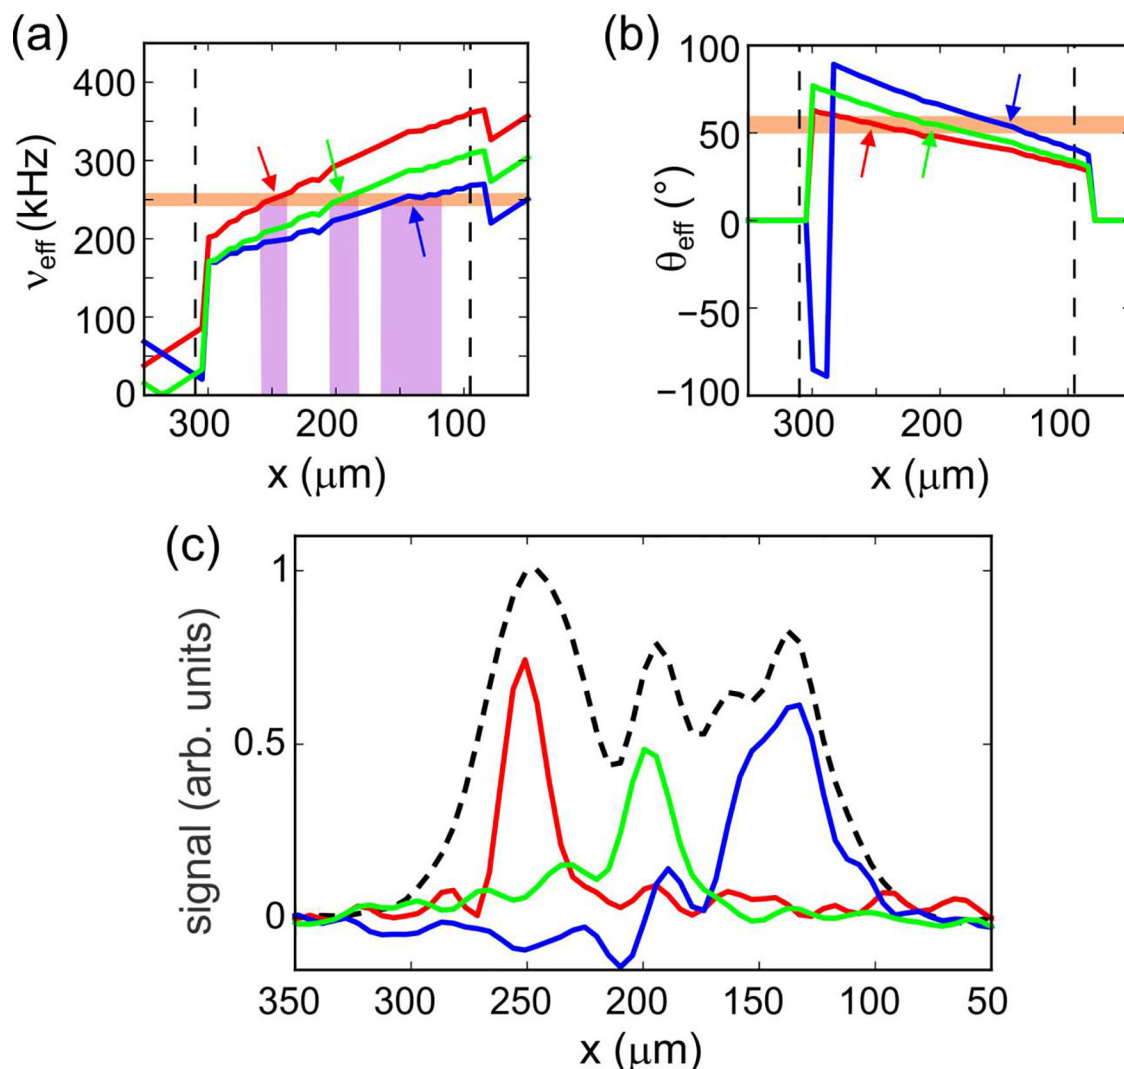 (a)
400
300
200
100
0
ν_eff (kHz)
300 200 100
x (μm)
(b)
100
50
0
−50
−100
θ_eff (°)
300 200 100
x (μm)
(c)
1
0.5
0
signal (arb. units)
350 300 250 200 150 100 50
x (μm)